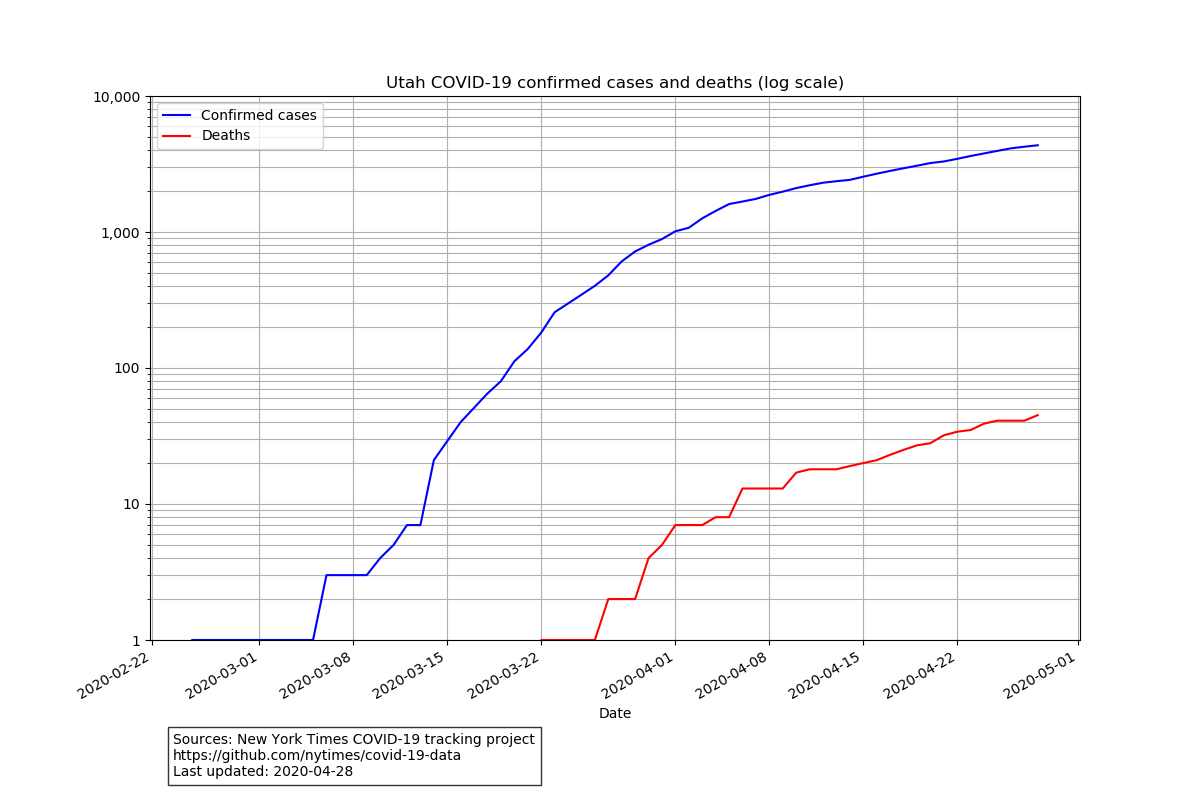 Utah COVID-19 confirmed cases and deaths (log scale)
10,000
1,000
100
10
1
Confirmed cases
Deaths
2020-02-22
2020-03-01
2020-03-08
2020-03-15
2020-03-22
2020-04-01
2020-04-08
2020-04-15
2020-04-22
2020-05-01
Date
Sources: New York Times COVID-19 tracking project
https://github.com/nytimes/covid-19-data
Last updated: 2020-04-28